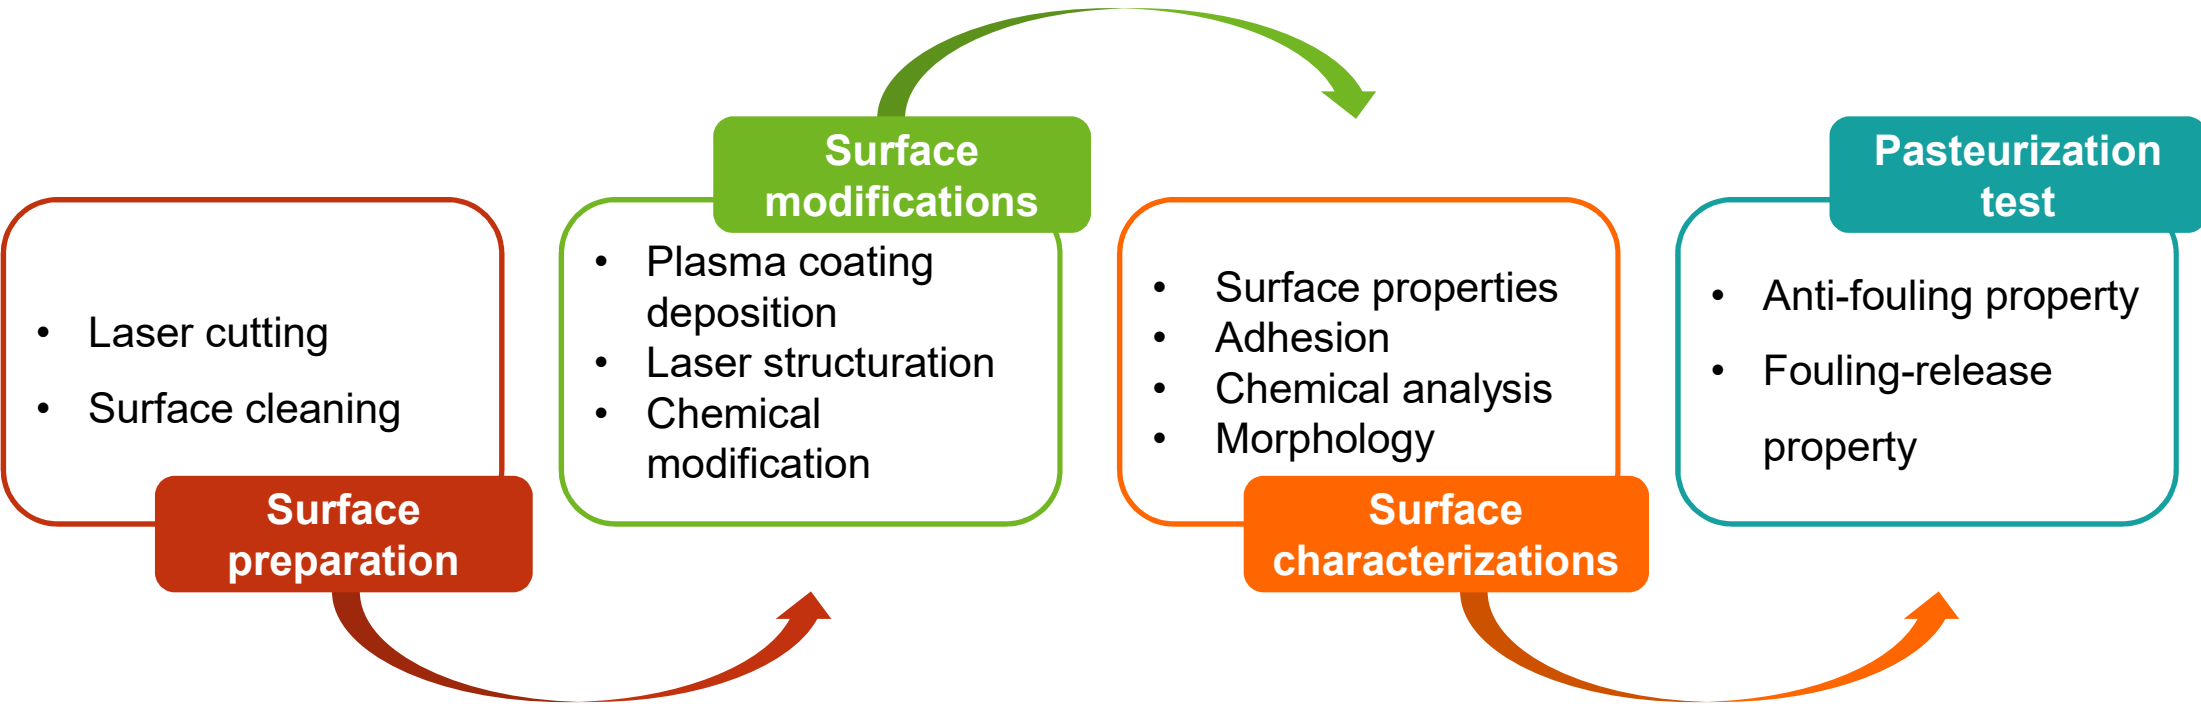 • Laser cutting
• Surface cleaning
Surface
preparation
Surface
modifications
• Plasma coating
deposition
• Laser structuration
• Chemical
modification
• Surface properties
• Adhesion
• Chemical analysis
• Morphology
Surface
characterizations
Pasteurization
test
• Anti-fouling property
• Fouling-release
property